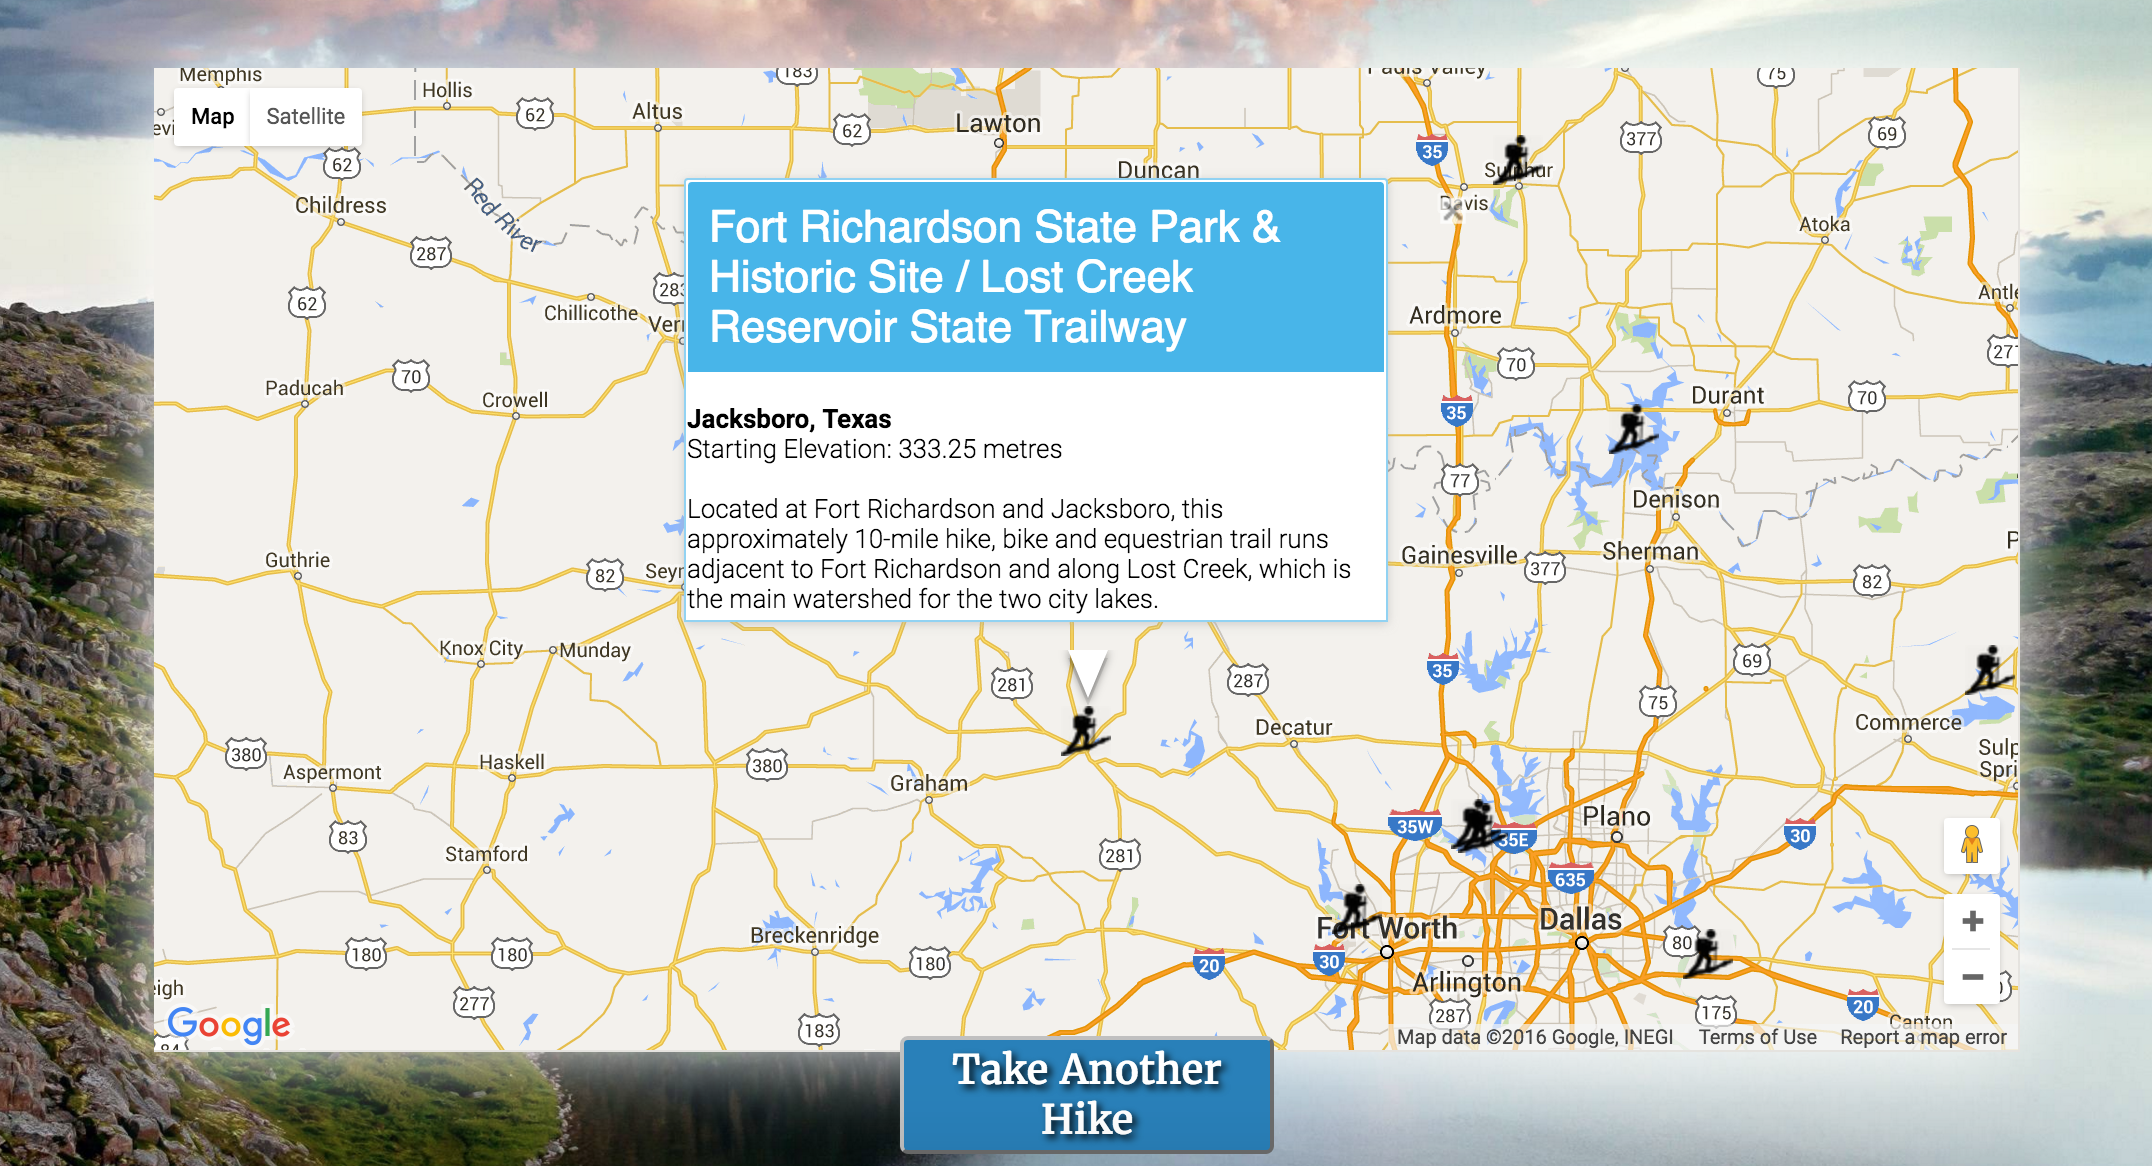 Memphis
Hollis
Altus
183
Lawton
Map
Satellite
62
62
62
Duncan
35
Sulphur
377
75
69
Childress
Red River
Davis
Atoka
287
62
283
Chillicothe
Fort Richardson State Park &
Historic Site / Lost Creek
Reservoir State Trailway
Ardmore
70
Paducah
70
Crowell
35
Durant
70
Jacksboro, Texas
Starting Elevation: 333.25 metres
77
Denison
Located at Fort Richardson and Jacksboro, this
approximately 10-mile hike, bike and equestrian trail runs
adjacent to Fort Richardson and along Lost Creek, which is
the main watershed for the two city lakes.
Guthrie
82
Gainesville
377
Sherman
82
Knox City
Munday
281
287
35
69
75
Decatur
Commerce
380
Aspermont
Haskell
380
Graham
83
Stamford
281
35W
35E
Plano
30
635
Breckenridge
Fort Worth
Dallas
180
180
180
20
30
80
Arlington
277
183
287
175
20
Canton
Google
Map data ©2016 Google, INEGI
Terms of Use
Report a map error
Take Another
Hike